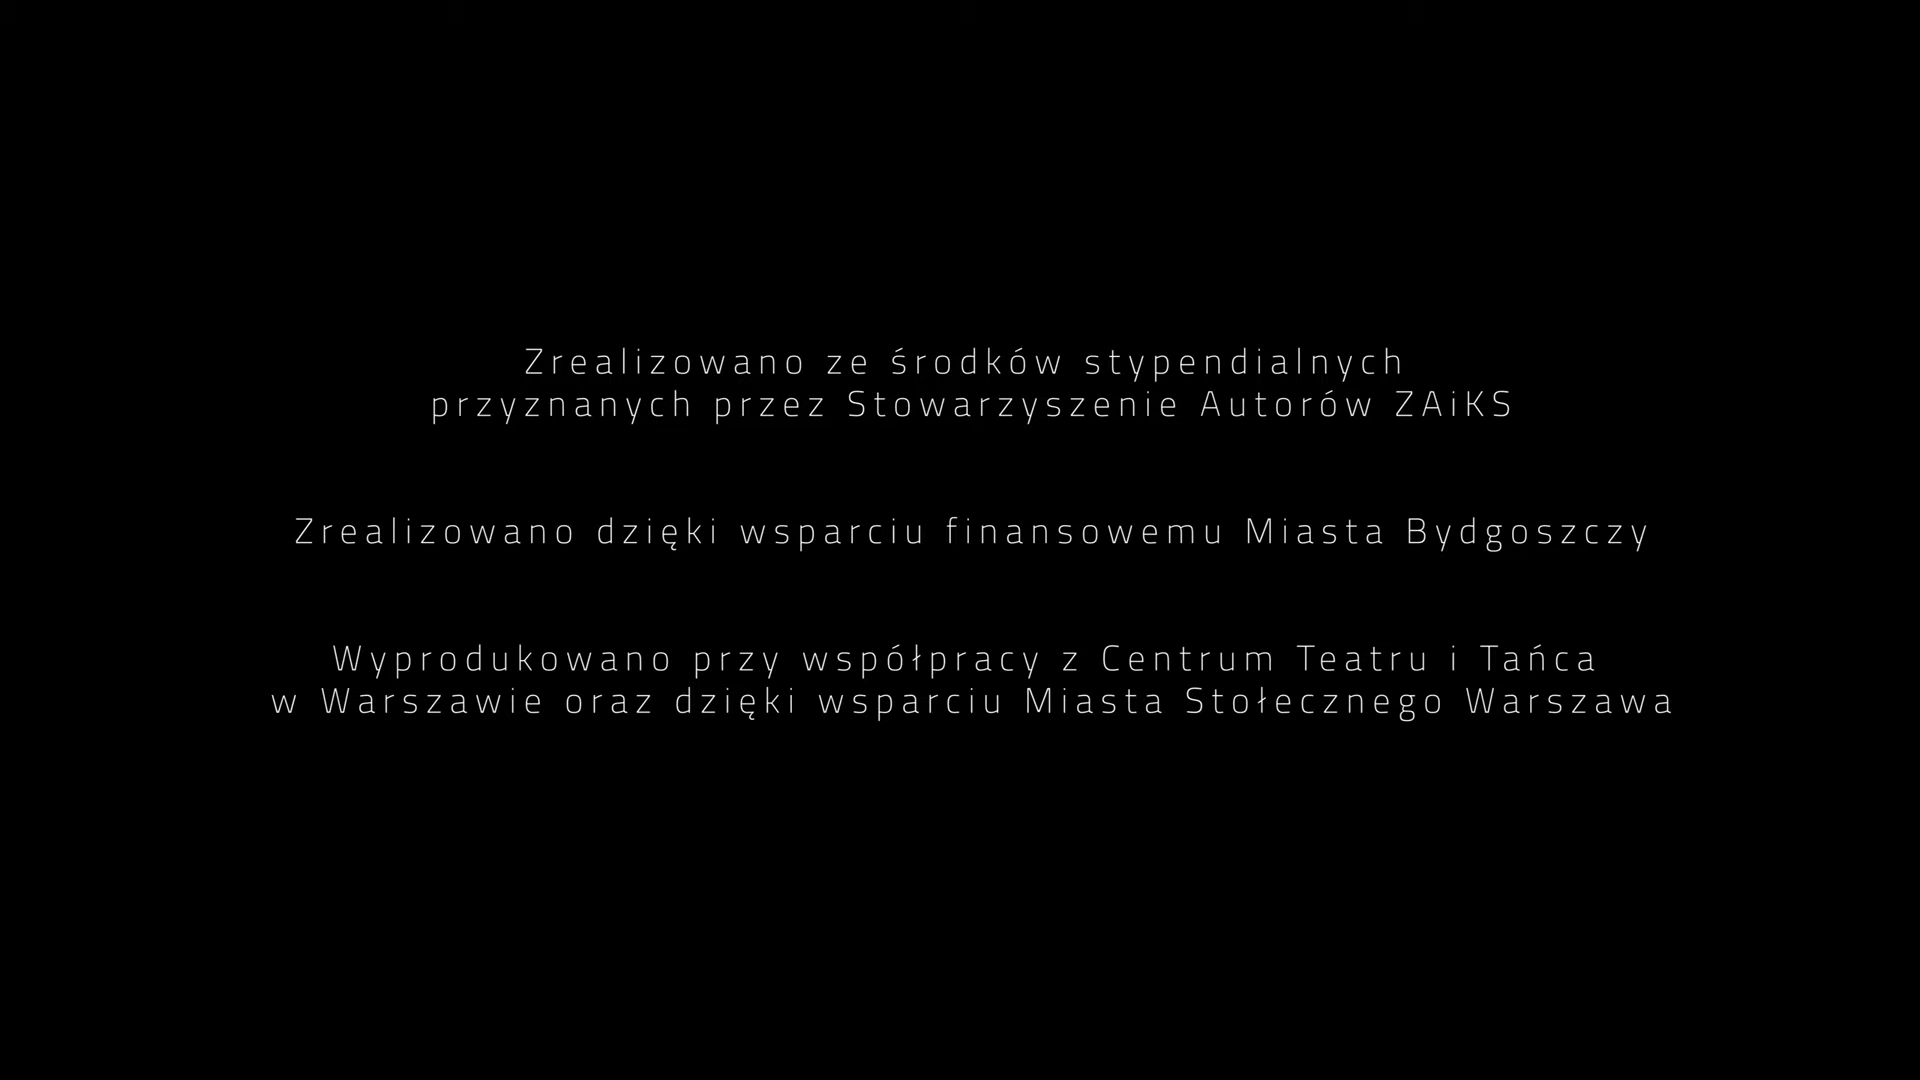 Zrealizowano ze środków stypendialnych
przyznanych przez Stowarzyszenie Autorów ZAiKS
Zrealizowano dzięki wsparciu finansowemu Miasta Bydgoszczy
Wyprodukowano przy współpracy z Centrum Teatru i Tańca
w Warszawie oraz dzięki wsparciu Miasta Stołecznego Warszawa